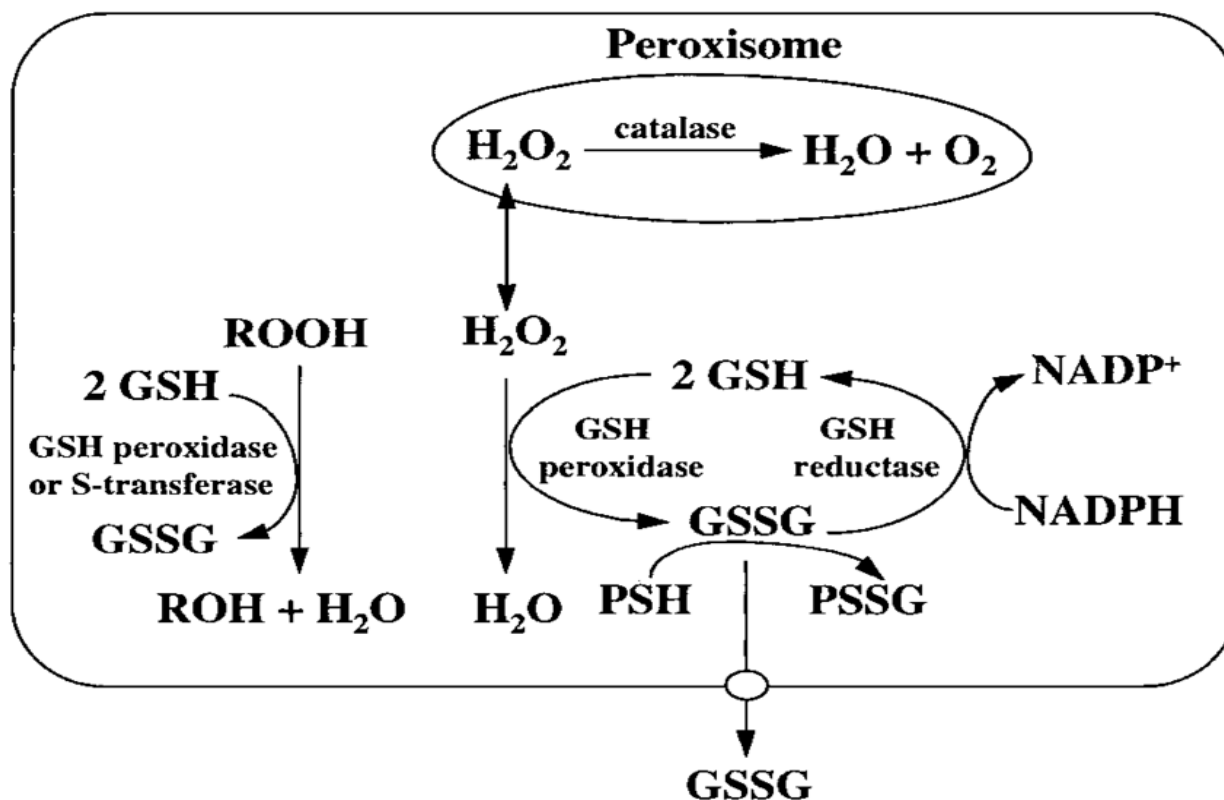 Peroxisome
H₂O₂ catalase H₂O + O₂
ROOH H₂O₂
2 GSH 2 GSH NADP⁺
GSH peroxidase
or S-transferase
GSH
peroxidase
GSH
reductase
GSSG GSSG NADPH
ROH + H₂O H₂O PSH PSSG
GSSG